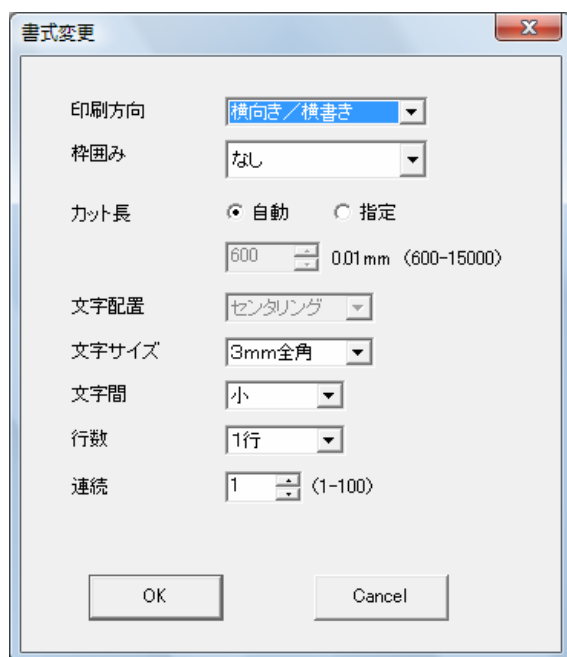 書式変更
印刷方向 横向き／横書き
枠囲み なし
カット長 自動 指定
600 0.01mm (600-15000)
文字配置 センタリング
文字サイズ 3mm全角
文字間 小
行数 1行
連続 1 (1-100)
OK Cancel